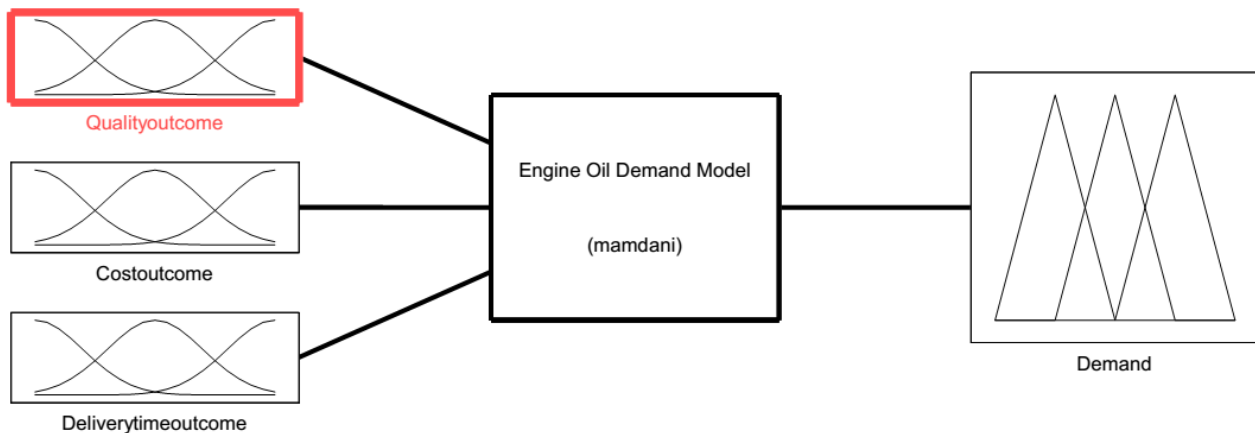 Qualityoutcome
Costoutcome
Deliverytimeoutcome
Engine Oil Demand Model
(mamdani)
Demand